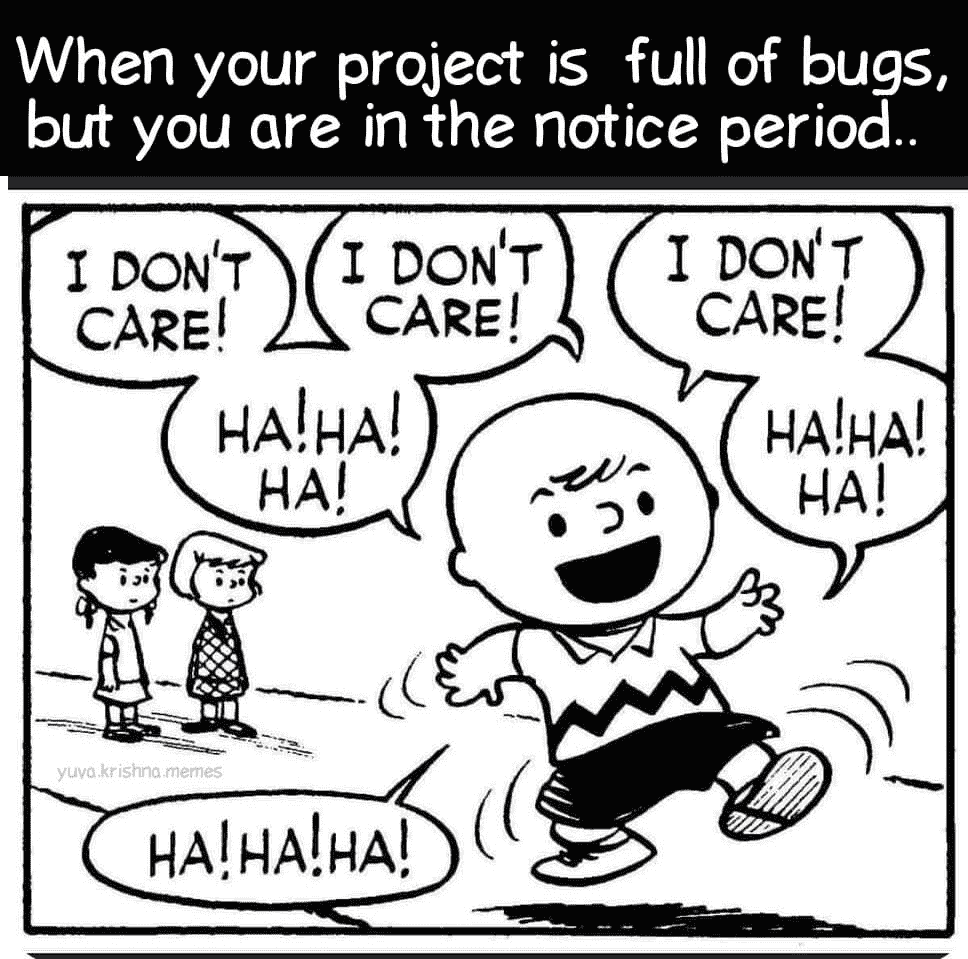 When your project is full of bugs,
but you are in the notice period..
I DON'T
CARE!
I DON'T
CARE!
I DON'T
CARE!
HA!HA!
HA!
HA!HA!
HA!
yuva.krishna.memes
HA!HA!HA!